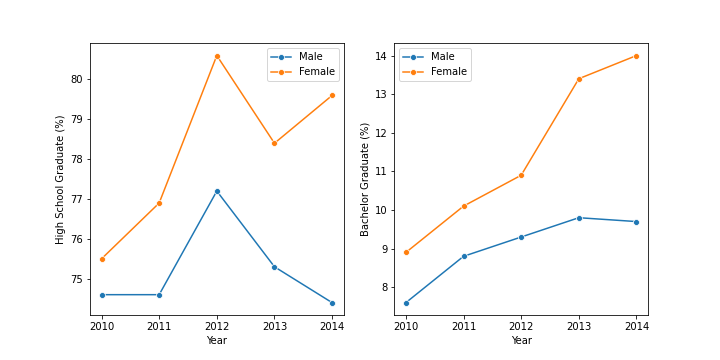 High School Graduate (%)
80
79
78
77
76
75
2010 2011 2012 2013 2014
Year
Male
Female
Bachelor Graduate (%)
14
13
12
11
10
9
8
2010 2011 2012 2013 2014
Year
Male
Female